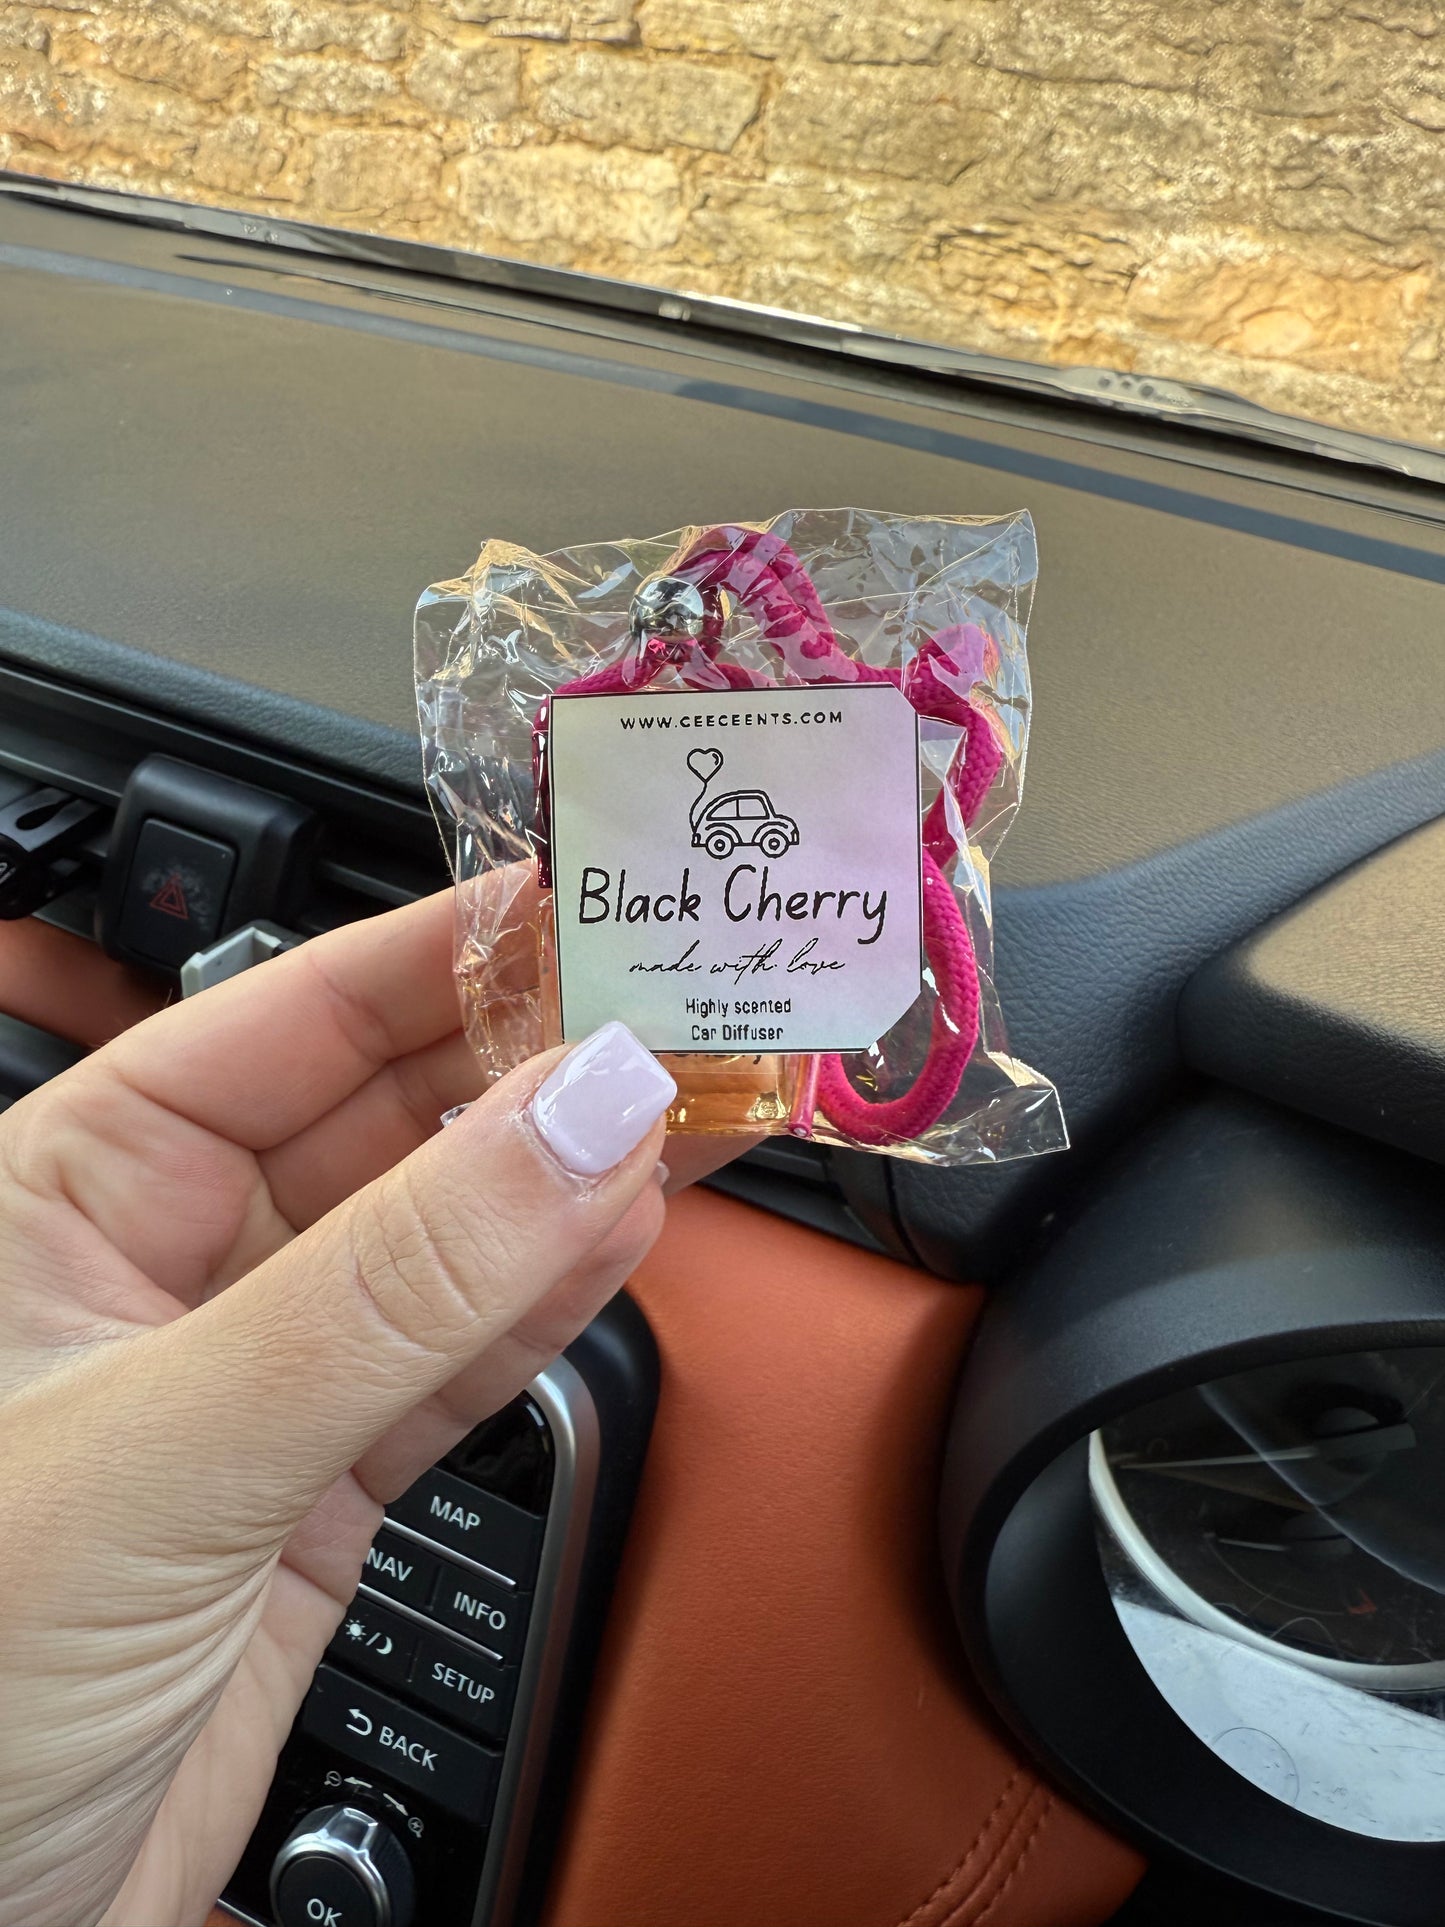 WWW.CEECEENTS.COM
Black Cherry
made with love
Highly scented
Car Diffuser
MAP
NAV
INFO
SETUP
BACK
OK